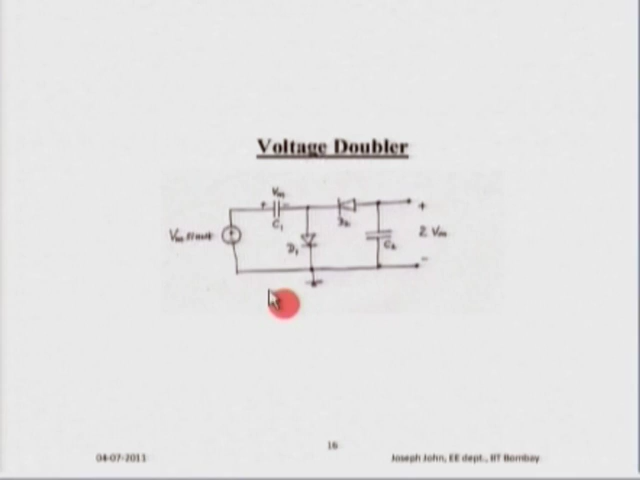 Voltage Doubler
Vm
+ -
C1
D2
+
Vm sinωt
D1
C2
2 Vm
-
16
04-07-2011
Joseph John, EE dept., IIT Bombay